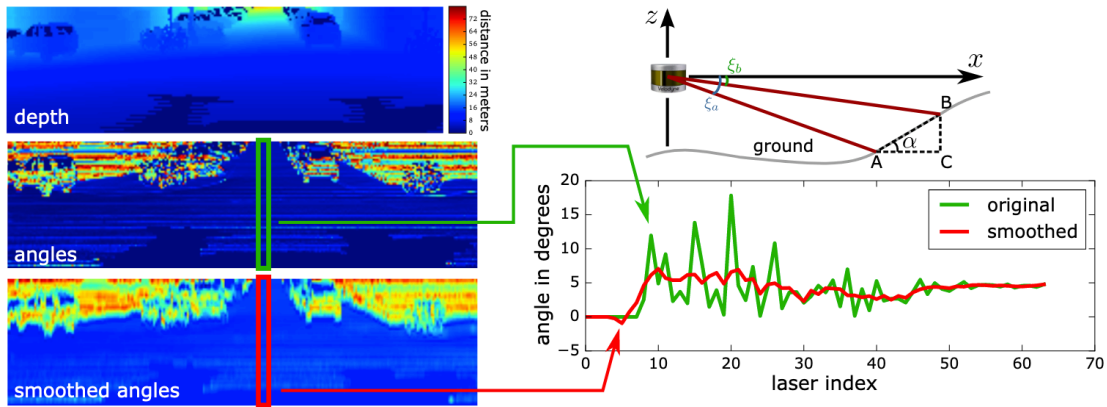 depth
distance in meters
80
72
64
56
48
40
32
24
16
8
0
angles
smoothed angles
z
x
ξb
ξa
B
α
A
C
ground
original
smoothed
angle in degrees
20
15
10
5
0
−5
0 10 20 30 40 50 60 70
laser index